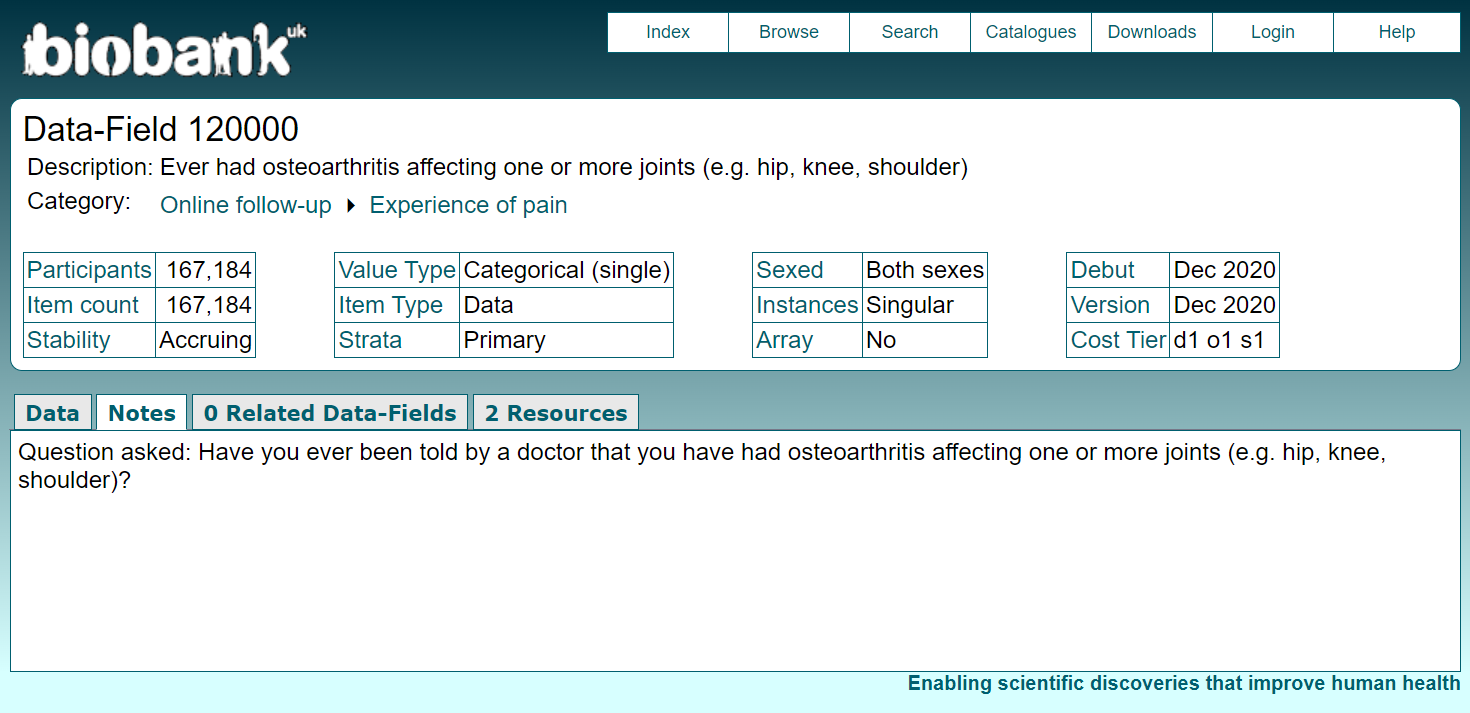 biobank uk
Index Browse Search Catalogues Downloads Login Help
Data-Field 120000
Description: Ever had osteoarthritis affecting one or more joints (e.g. hip, knee, shoulder)
Category: Online follow-up ▶ Experience of pain
Participants 167,184 Value Type Categorical (single) Sexed Both sexes Debut Dec 2020
Item count 167,184 Item Type Data Instances Singular Version Dec 2020
Stability Accruing Strata Primary Array No Cost Tier d1 o1 s1
Data Notes 0 Related Data-Fields 2 Resources
Question asked: Have you ever been told by a doctor that you have had osteoarthritis affecting one or more joints (e.g. hip, knee,
shoulder)?
Enabling scientific discoveries that improve human health